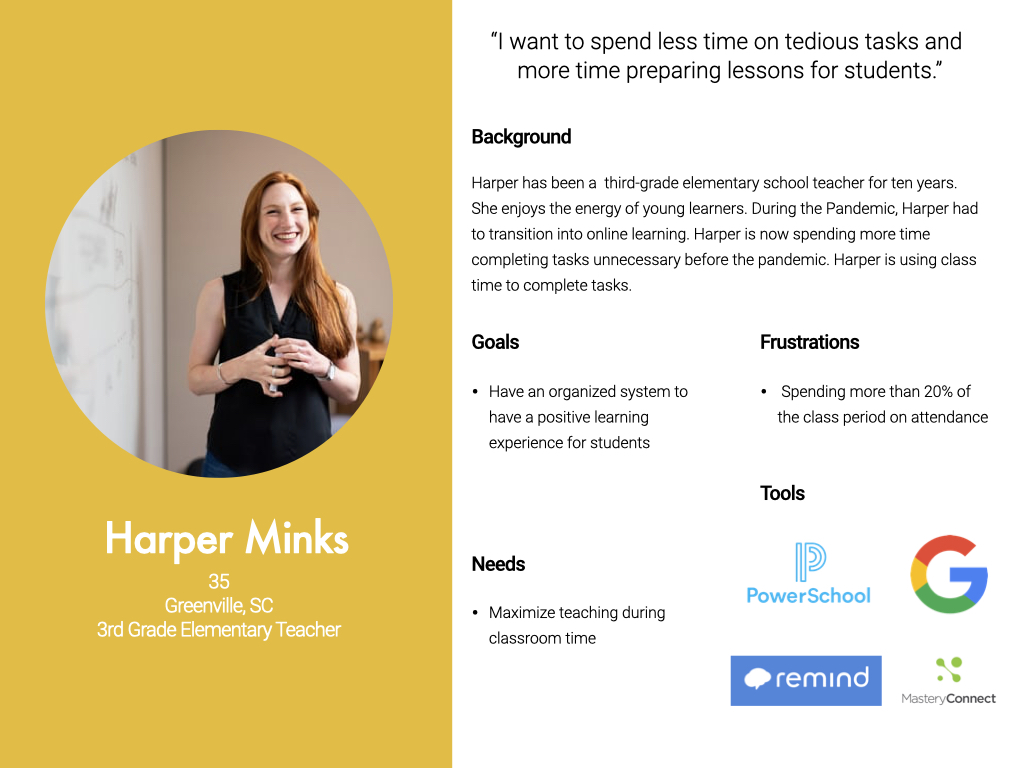 “I want to spend less time on tedious tasks and
more time preparing lessons for students.”
Background
Harper has been a  third-grade elementary school teacher for ten years.
She enjoys the energy of young learners. During the Pandemic, Harper had
to transition into online learning. Harper is now spending more time
completing tasks unnecessary before the pandemic. Harper is using class
time to complete tasks.
Goals
• Have an organized system to
have a positive learning
experience for students
Frustrations
• Spending more than 20% of
the class period on attendance
Needs
• Maximize teaching during
classroom time
Tools
PowerSchool
G
remind
MasteryConnect
Harper Minks
35
Greenville, SC
3rd Grade Elementary Teacher